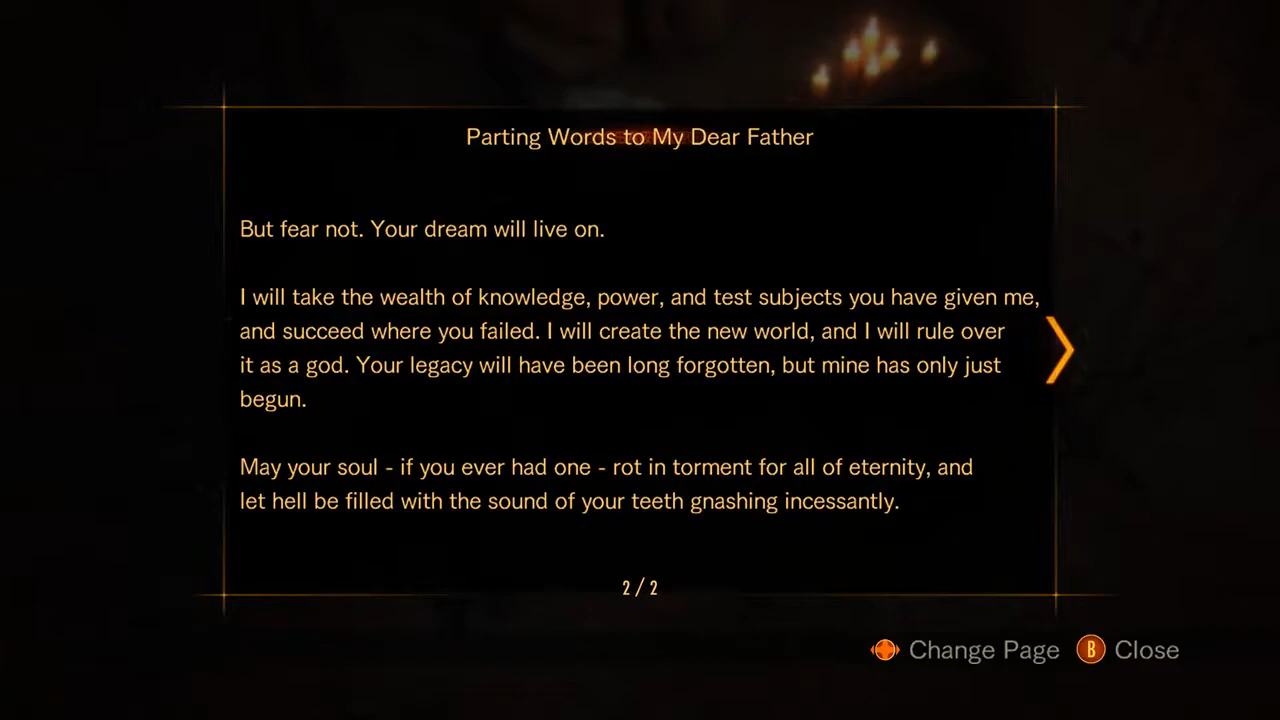 Parting Words to My Dear Father
But fear not. Your dream will live on.
I will take the wealth of knowledge, power, and test subjects you have given me,
and succeed where you failed. I will create the new world, and I will rule over
it as a god. Your legacy will have been long forgotten, but mine has only just
begun.
May your soul - if you ever had one - rot in torment for all of eternity, and
let hell be filled with the sound of your teeth gnashing incessantly.
2 / 2
Change Page B Close